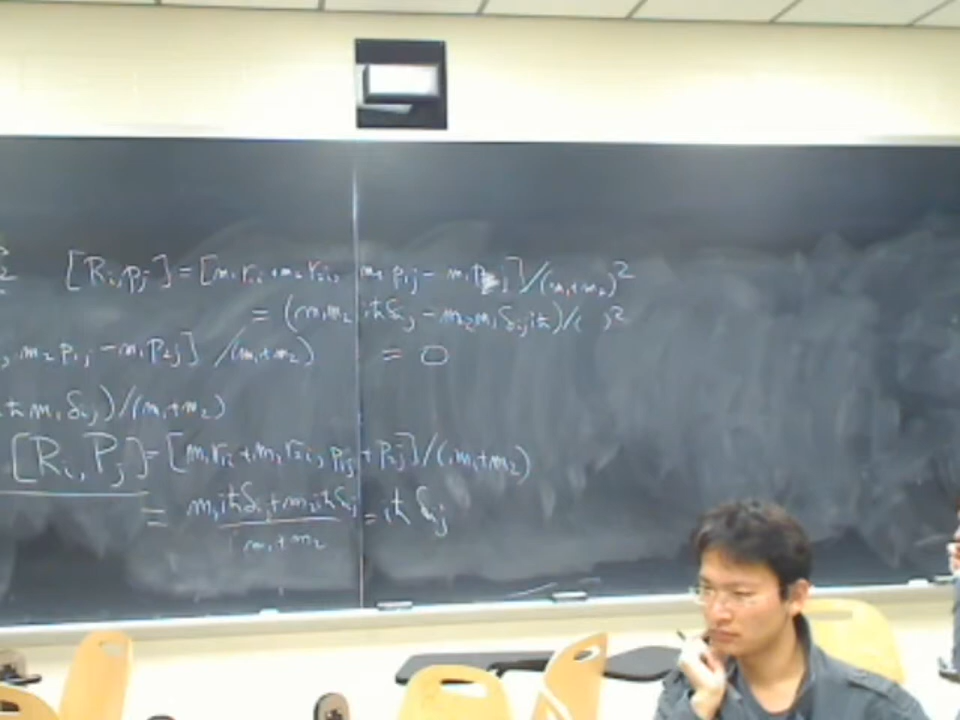 [R_i, p_j] = [m_1 r_1i + m_2 r_2i, m_2 p_1j - m_1 p_2j]/(m_1+m_2)^2
= (m_1 m_2 iħ δ_ij - m_2 m_1 δ_ij iħ)/( )^2
, m_2 p_1j - m_1 p_2j] /(m_1+m_2) = 0
iħ m_1 δ_ij)/(m_1+m_2)
[R_i, P_j] = [m_1 r_1i + m_2 r_2i, p_1j + p_2j]/(m_1+m_2)
= m_1 iħ δ_ij + m_2 iħ δ_ij = iħ δ_ij
m_1 + m_2